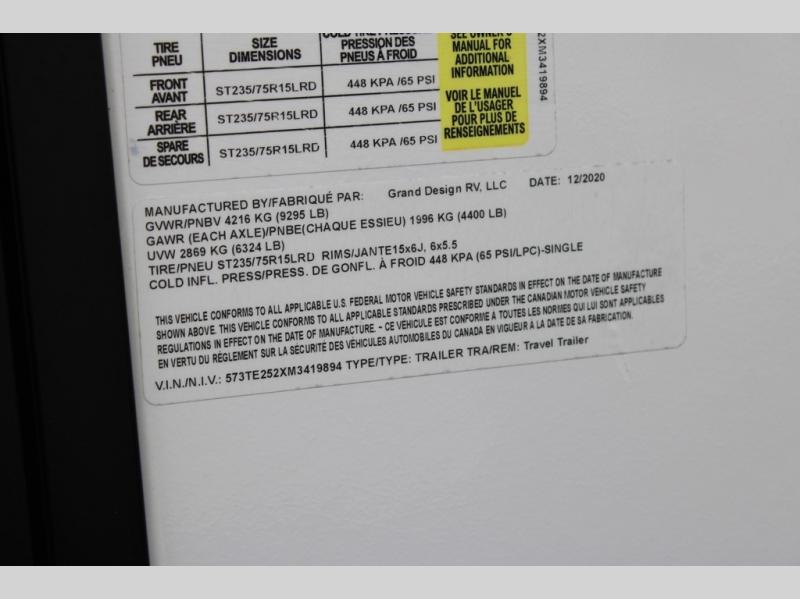 TIRE SIZE COLD TIRE PRESSURE SEE OWNER'S
PNEU DIMENSIONS PRESSION DES MANUAL FOR
PNEUS À FROID ADDITIONAL
INFORMATION
FRONT AVANT ST235/75R15LRD 448 KPA /65 PSI
REAR ARRIÈRE ST235/75R15LRD 448 KPA /65 PSI
SPARE DE SECOURS ST235/75R15LRD 448 KPA /65 PSI
VOIR LE MANUEL
DE L'USAGER
POUR PLUS DE
RENSEIGNEMENTS
2XM3419894
MANUFACTURED BY/FABRIQUÉ PAR: Grand Design RV, LLC DATE: 12/2020
GVWR/PNBV 4216 KG (9295 LB)
GAWR (EACH AXLE)/PNBE(CHAQUE ESSIEU) 1996 KG (4400 LB)
UVW 2869 KG (6324 LB)
TIRE/PNEU ST235/75R15LRD RIMS/JANTE15x6J, 6x5.5
COLD INFL. PRESS/PRESS. DE GONFL. À FROID 448 KPA (65 PSI/LPC)-SINGLE
THIS VEHICLE CONFORMS TO ALL APPLICABLE U.S. FEDERAL MOTOR VEHICLE SAFETY STANDARDS IN EFFECT ON THE DATE OF MANUFACTURE
SHOWN ABOVE. THIS VEHICLE CONFORMS TO ALL APPLICABLE STANDARDS PRESCRIBED UNDER THE CANADIAN MOTOR VEHICLE SAFETY
REGULATIONS IN EFFECT ON THE DATE OF MANUFACTURE. - CE VÉHICULE EST CONFORME A TOUTES LES NORMES QUI LUI SONT APPLICABLES
EN VERTU DU RÉGLEMENT SUR LA SÉCURITÉ DES VÉHICULES AUTOMOBILES DU CANADA EN VIGUEUR A LA DATE DE SA FABRICATION.
V.I.N./N.I.V.: 573TE252XM3419894 TYPE/TYPE: TRAILER TRA/REM: Travel Trailer